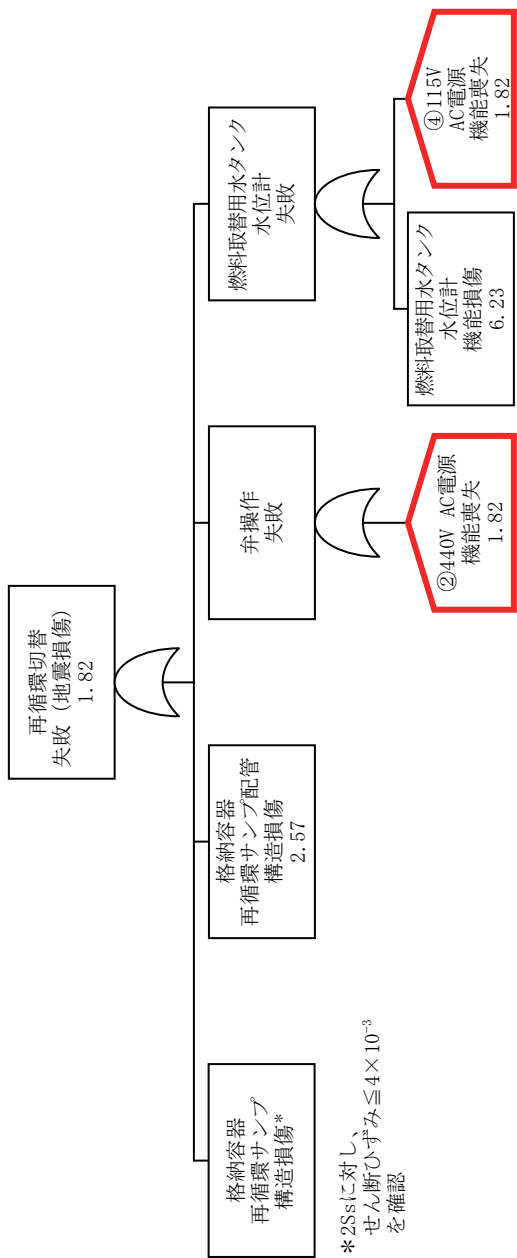 再循環切替
失敗（地震損傷）
1.82
格納容器
再循環サンプ
構造損傷*
格納容器
再循環サンプ配管
構造損傷
2.57
弁操作
失敗
燃料取替用水タンク
水位計
失敗
②440V AC電源
機能喪失
1.82
燃料取替用水タンク
水位計
機能損傷
6.23
④115V
AC電源
機能喪失
1.82
*2Ssに対し、
せん断ひずみ≦4×10⁻³
を確認